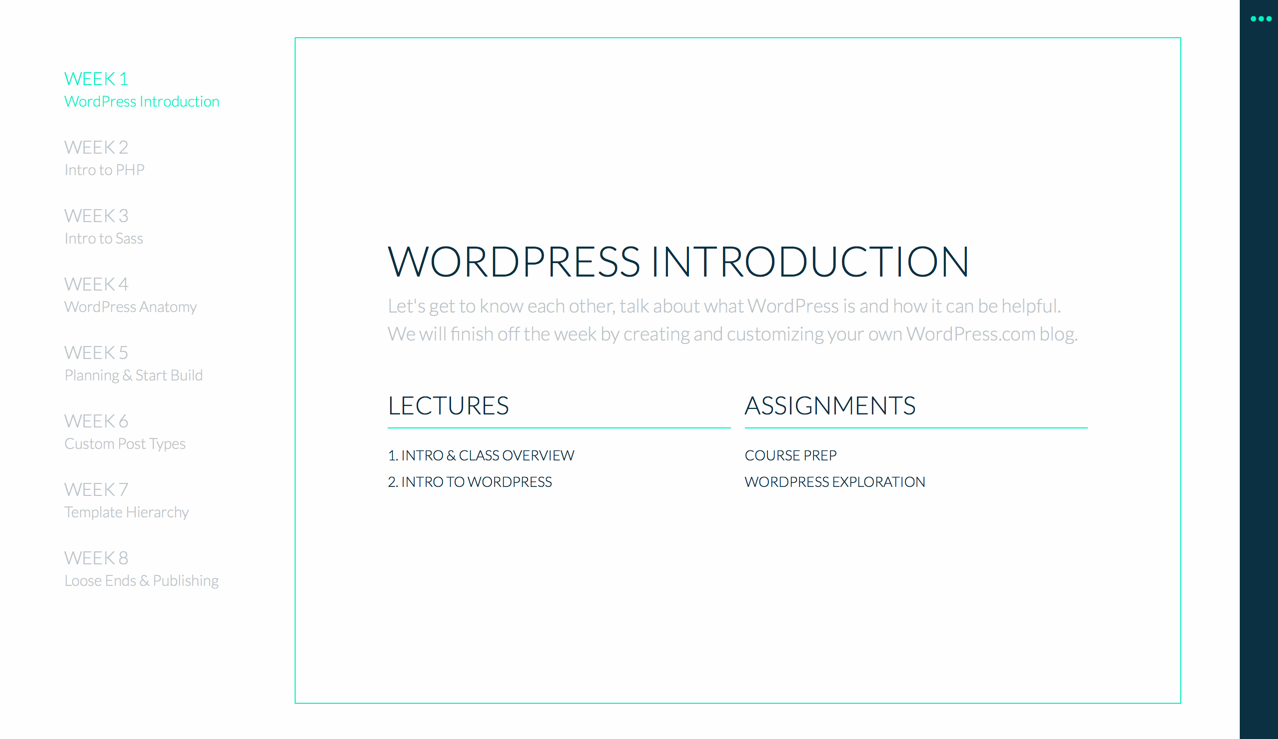 WEEK 1
WordPress Introduction
WEEK 2
Intro to PHP
WEEK 3
Intro to Sass
WEEK 4
WordPress Anatomy
WEEK 5
Planning & Start Build
WEEK 6
Custom Post Types
WEEK 7
Template Hierarchy
WEEK 8
Loose Ends & Publishing
WORDPRESS INTRODUCTION
Let's get to know each other, talk about what WordPress is and how it can be helpful.
We will finish off the week by creating and customizing your own WordPress.com blog.
LECTURES
1. INTRO & CLASS OVERVIEW
2. INTRO TO WORDPRESS
ASSIGNMENTS
COURSE PREP
WORDPRESS EXPLORATION